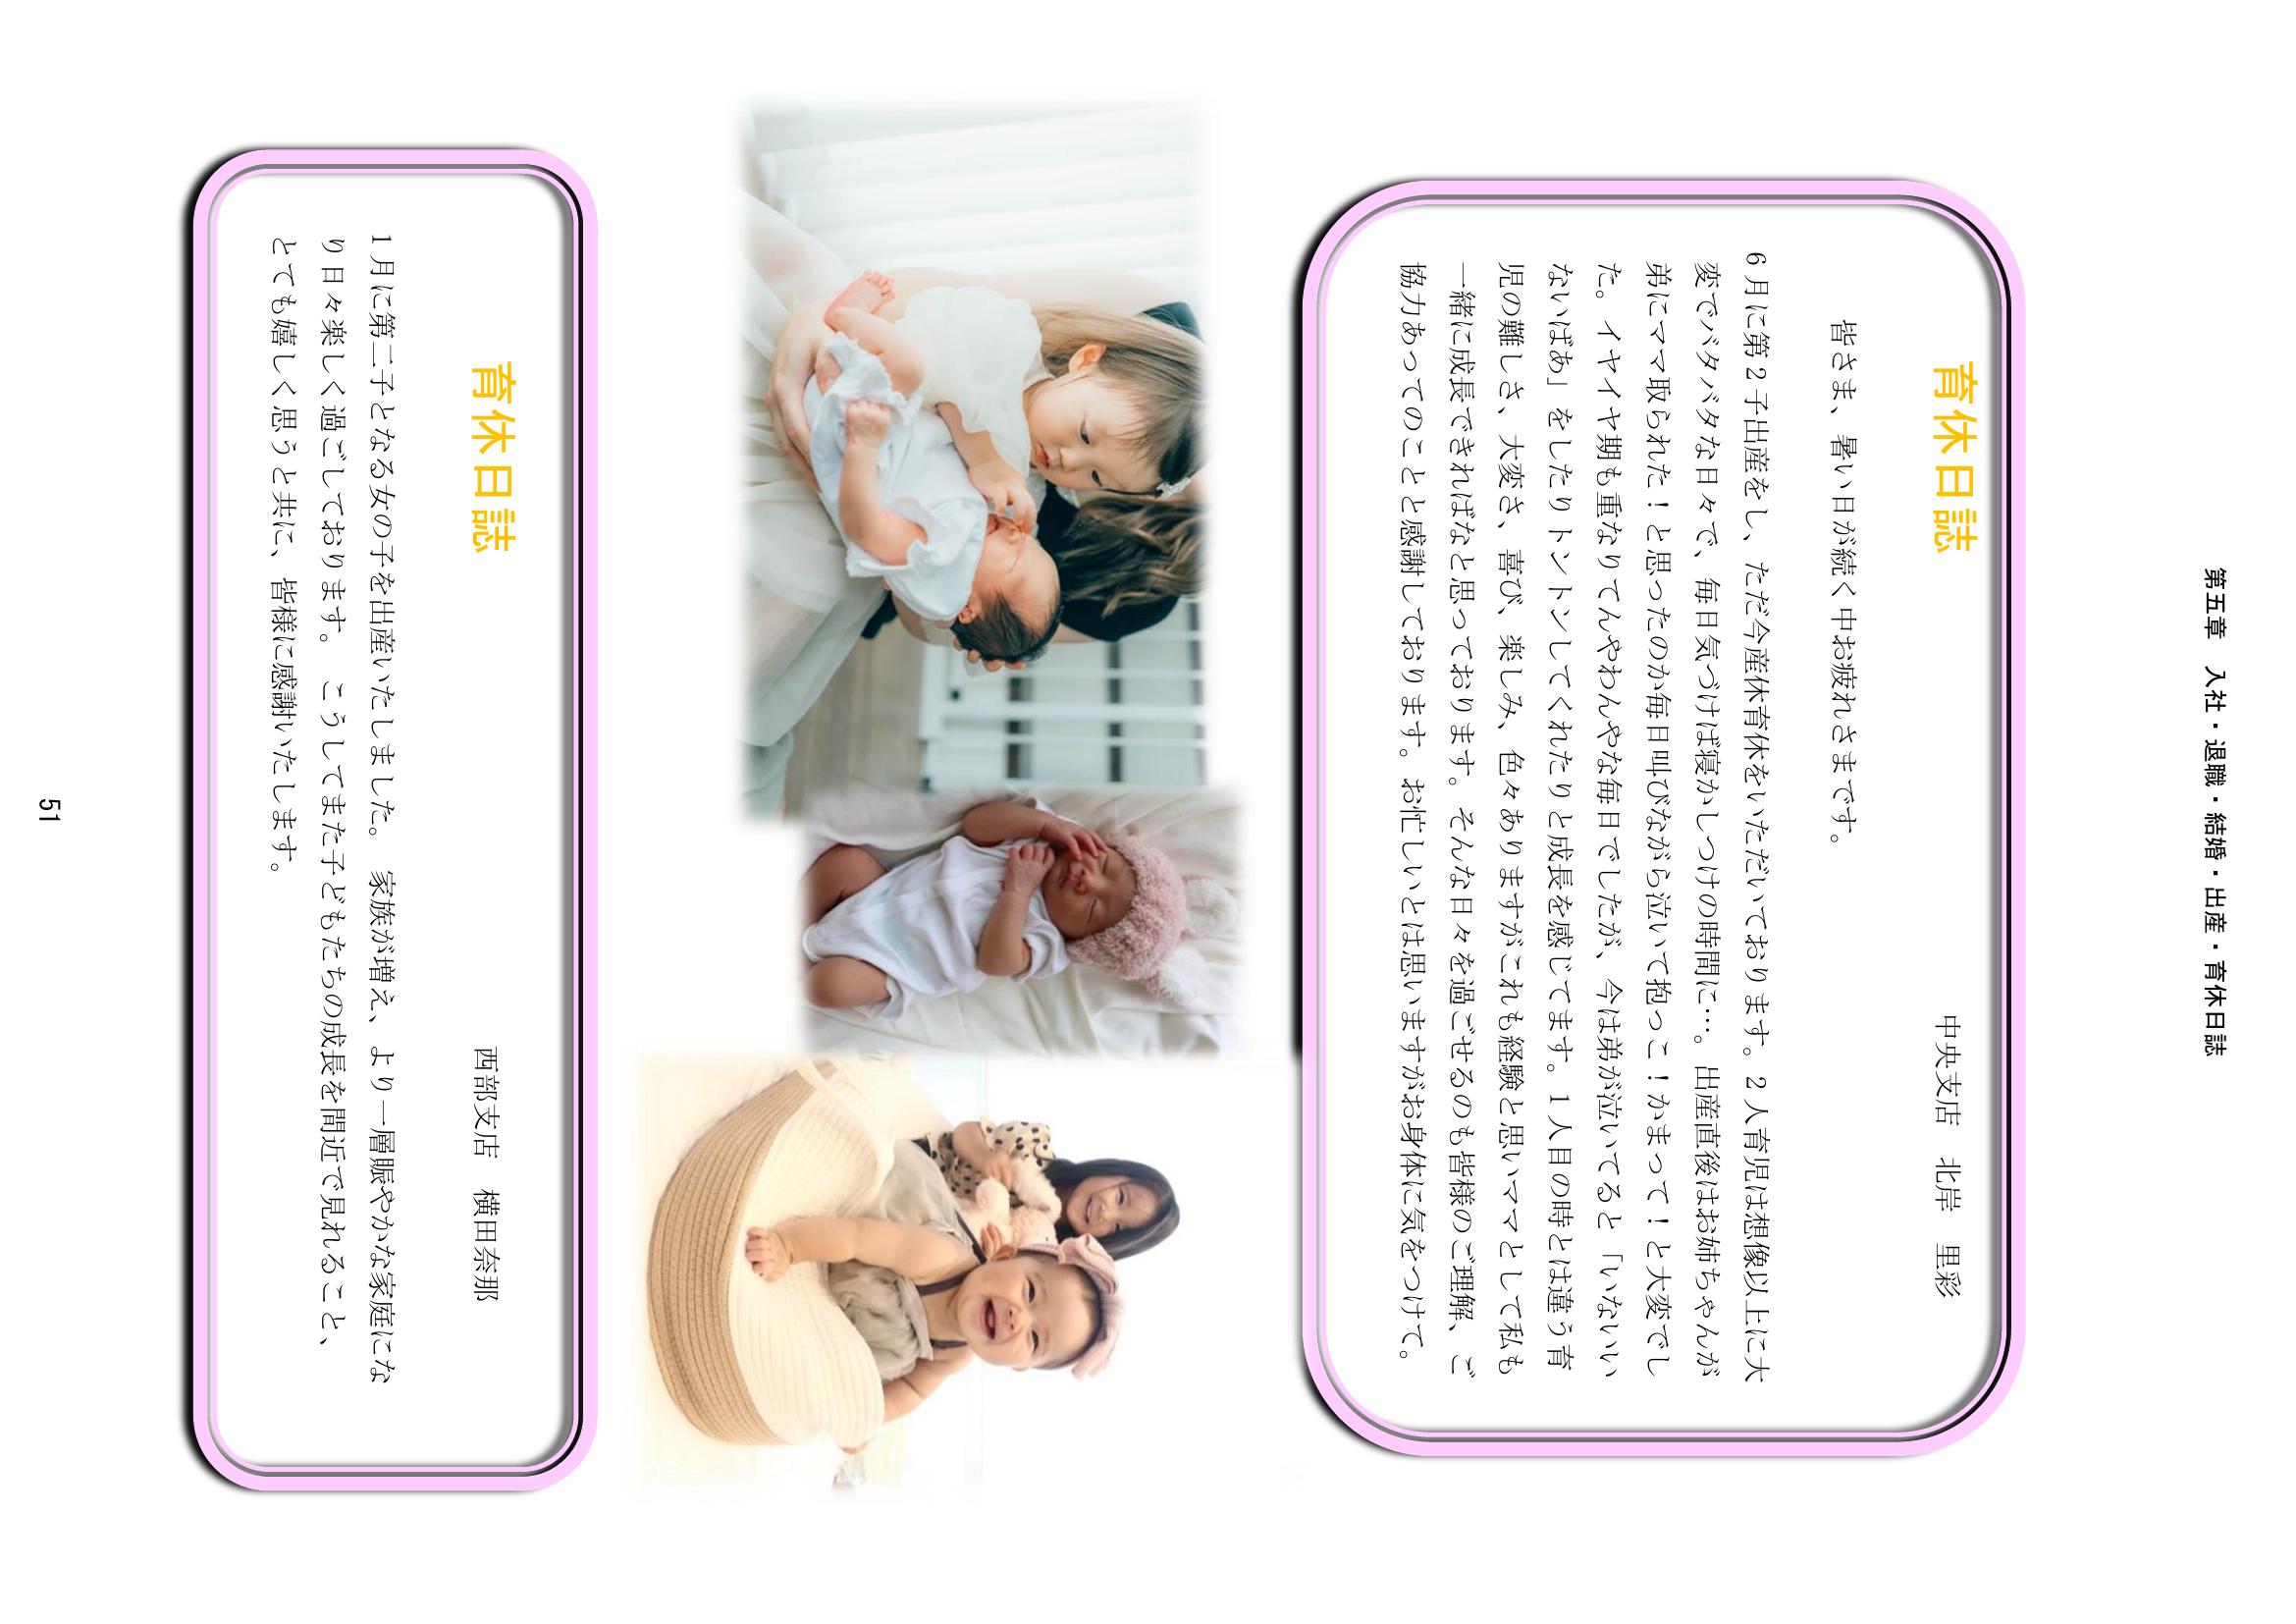 第五章　入社・退職・結婚・出産・育休日誌
育休日誌
中央支店　北岸　里彩
皆さま、暑い日が続く中お疲れさまです。
6月に第2子出産をし、ただ今産休育休をいただいております。2人育児は想像以上に大
変でバタバタな日々で、毎日気づけば寝かしつけの時間に…。出産直後はお姉ちゃんが
弟にママ取られた！と思ったのか毎日叫びながら泣いて抱っこ！かまって！と大変でし
た。イヤイヤ期も重なりてんやわんやな毎日でしたが、今は弟が泣いてると「いないい
ないばあ」をしたりトントンしてくれたりと成長を感じてます。1人目の時とは違う育
児の難しさ、大変さ、喜び、楽しみ、色々ありますがこれも経験と思いママとして私も
一緒に成長できればなと思っております。そんな日々を過ごせるのも皆様のご理解、ご
協力あってのことと感謝しております。お忙しいとは思いますがお身体に気をつけて。
育休日誌
西部支店　横田奈那
1月に第二子となる女の子を出産いたしました。　家族が増え、より一層賑やかな家庭にな
り日々楽しく過ごしております。　こうしてまた子どもたちの成長を間近で見れること、
とても嬉しく思うと共に、皆様に感謝いたします。
51